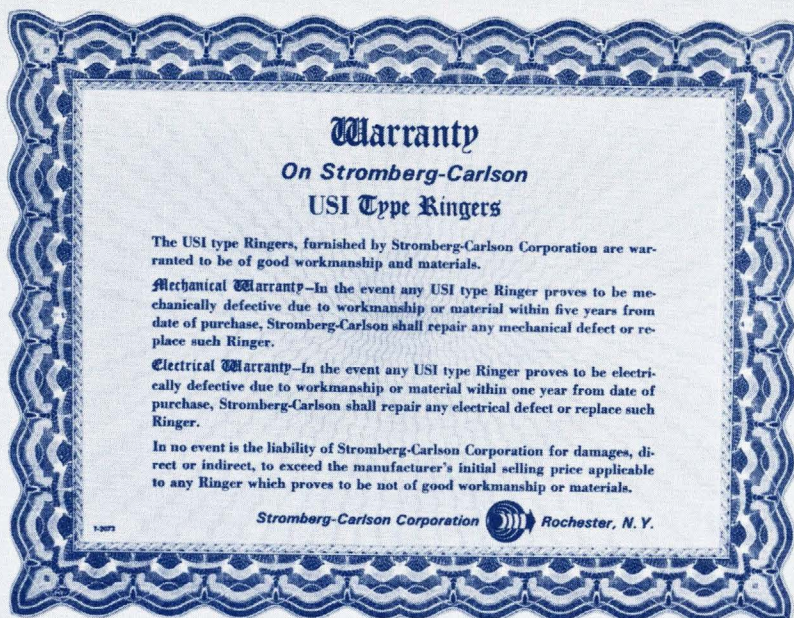 Warranty
On Stromberg-Carlson
USI Type Ringers
The USI type Ringers, furnished by Stromberg-Carlson Corporation are war-
ranted to be of good workmanship and materials.
Mechanical Warranty–In the event any USI type Ringer proves to be me-
chanically defective due to workmanship or material within five years from
date of purchase, Stromberg-Carlson shall repair any mechanical defect or re-
place such Ringer.
Electrical Warranty–In the event any USI type Ringer proves to be electri-
cally defective due to workmanship or material within one year from date of
purchase, Stromberg-Carlson shall repair any electrical defect or replace such
Ringer.
In no event is the liability of Stromberg-Carlson Corporation for damages, di-
rect or indirect, to exceed the manufacturer's initial selling price applicable
to any Ringer which proves to be not of good workmanship or materials.
Stromberg-Carlson Corporation Rochester, N. Y.